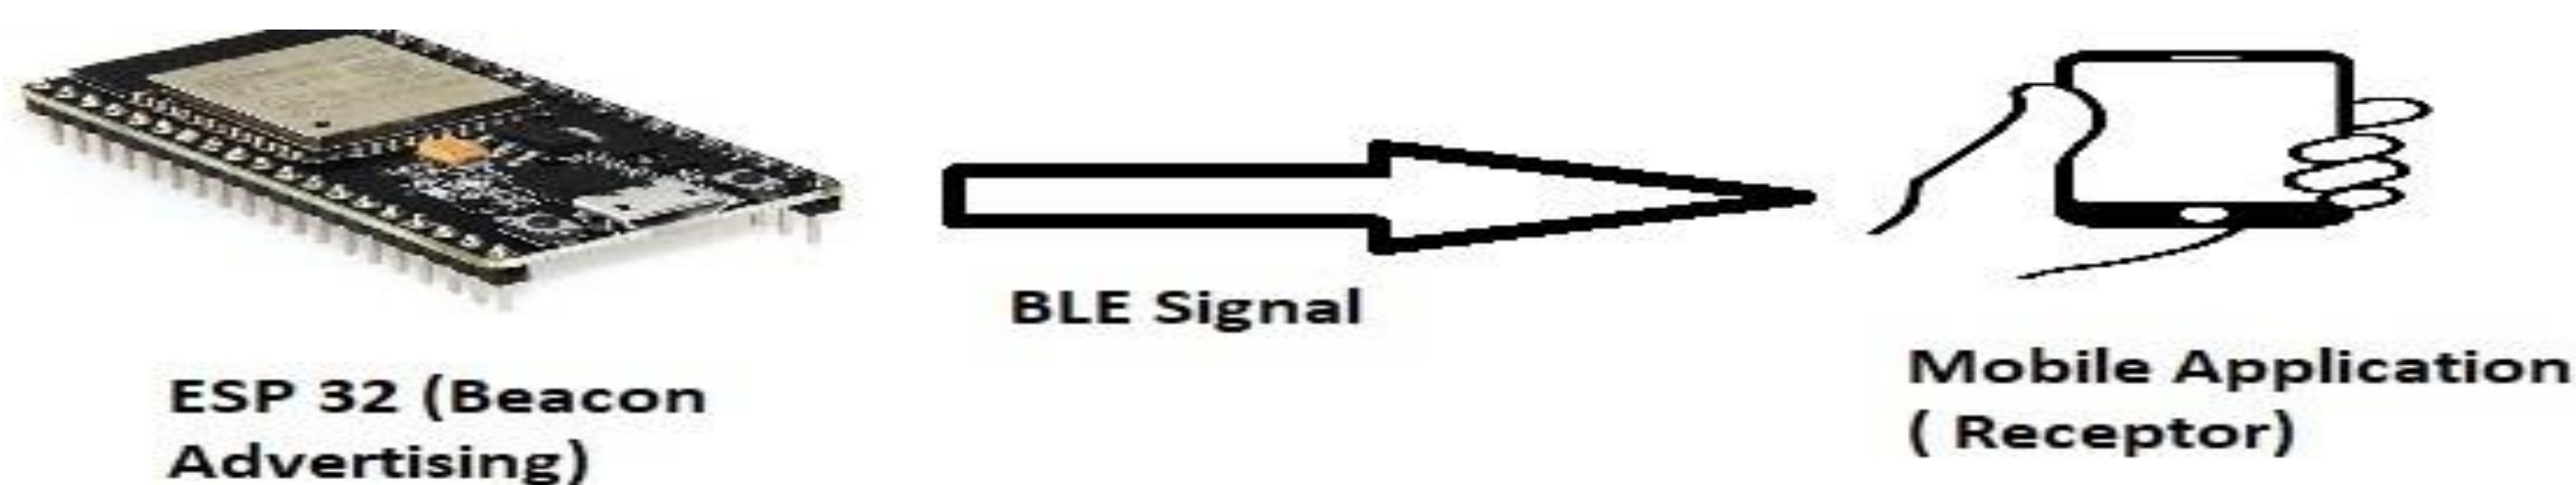 BLE Signal
ESP 32 (Beacon
Advertising)
Mobile Application
( Receptor)